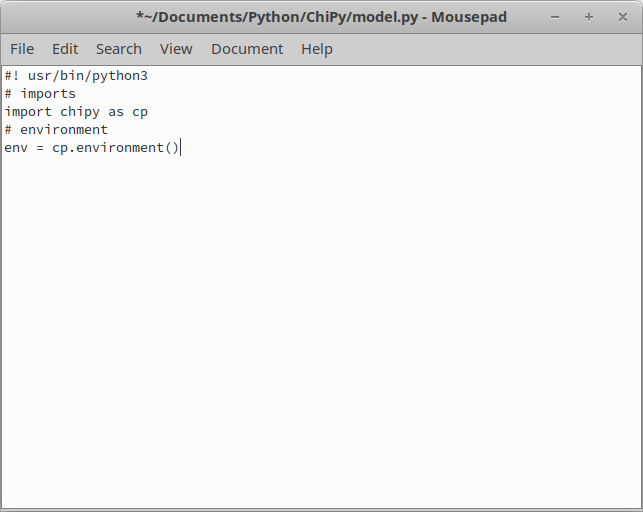 *~/Documents/Python/ChiPy/model.py - Mousepad
File Edit Search View Document Help
#! usr/bin/python3
# imports
import chipy as cp
# environment
env = cp.environment()